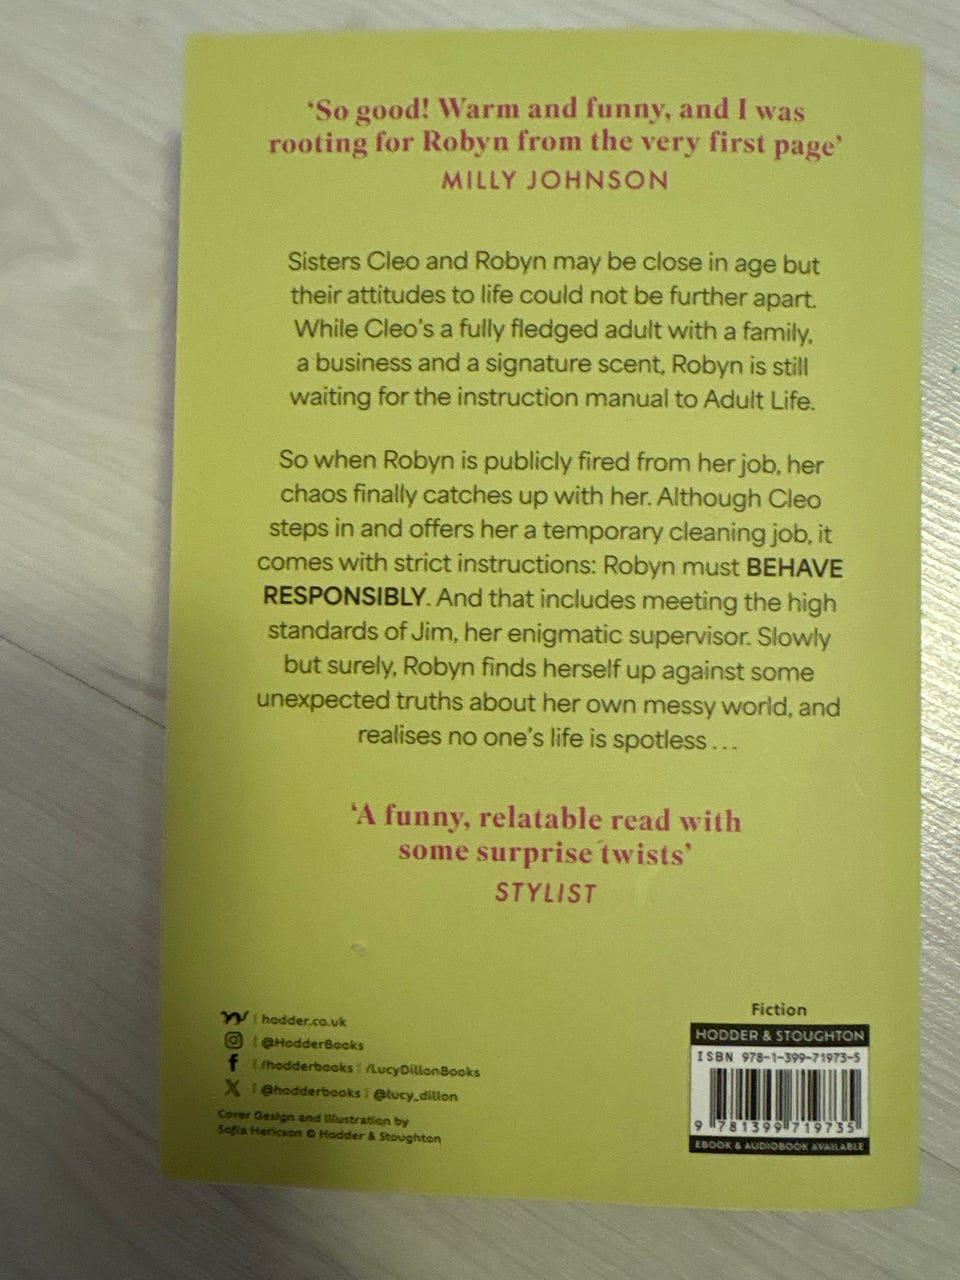 ‘So good! Warm and funny, and I was
rooting for Robyn from the very first page’
MILLY JOHNSON
Sisters Cleo and Robyn may be close in age but
their attitudes to life could not be further apart.
While Cleo’s a fully fledged adult with a family,
a business and a signature scent, Robyn is still
waiting for the instruction manual to Adult Life.
So when Robyn is publicly fired from her job, her
chaos finally catches up with her. Although Cleo
steps in and offers her a temporary cleaning job, it
comes with strict instructions: Robyn must BEHAVE
RESPONSIBLY. And that includes meeting the high
standards of Jim, her enigmatic supervisor. Slowly
but surely, Robyn finds herself up against some
unexpected truths about her own messy world, and
realises no one’s life is spotless ...
‘A funny, relatable read with
some surprise twists’
STYLIST
| hodder.co.uk
| @HodderBooks
| /hodderbooks | /LucyDillonBooks
| @hodderbooks | @lucy_dillon
Cover Design and Illustration by
Sofia Hericson © Hodder & Stoughton
Fiction
HODDER & STOUGHTON
ISBN 978-1-399-71973-5
9 781399 719735
EBOOK & AUDIOBOOK AVAILABLE